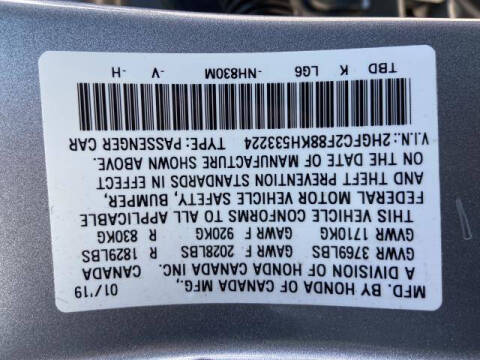 MFD. BY HONDA OF CANADA MFG., 01/'19
A DIVISION OF HONDA CANADA INC. CANADA
GVWR 3769LBS GAWR F 2028LBS R 1829LBS
GVWR 1710KG GAWR F 920KG R 830KG
THIS VEHICLE CONFORMS TO ALL APPLICABLE
FEDERAL MOTOR VEHICLE SAFETY, BUMPER,
AND THEFT PREVENTION STANDARDS IN EFFECT
ON THE DATE OF MANUFACTURE SHOWN ABOVE.
V.I.N.: 2HGFC2F88KH533224 TYPE: PASSENGER CAR
TBD K LG6 -NH830M -V -H